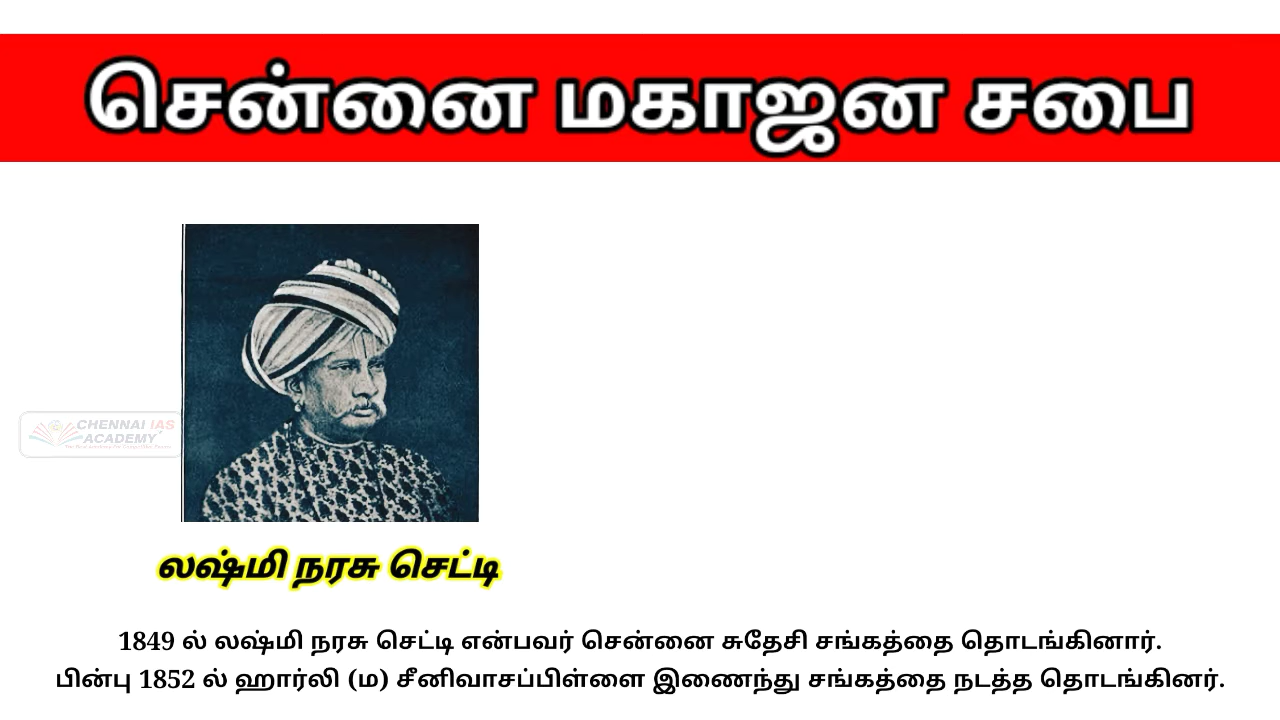 சென்னை மகாஜன சபை
CHENNAI IAS
ACADEMY
லஷ்மி நரசு செட்டி
1849 ல் லஷ்மி நரசு செட்டி என்பவர் சென்னை சுதேசி சங்கத்தை தொடங்கினார்.
பின்பு 1852 ல் ஹார்லி (ம) சீனிவாசப்பிள்ளை இணைந்து சங்கத்தை நடத்த தொடங்கினர்.